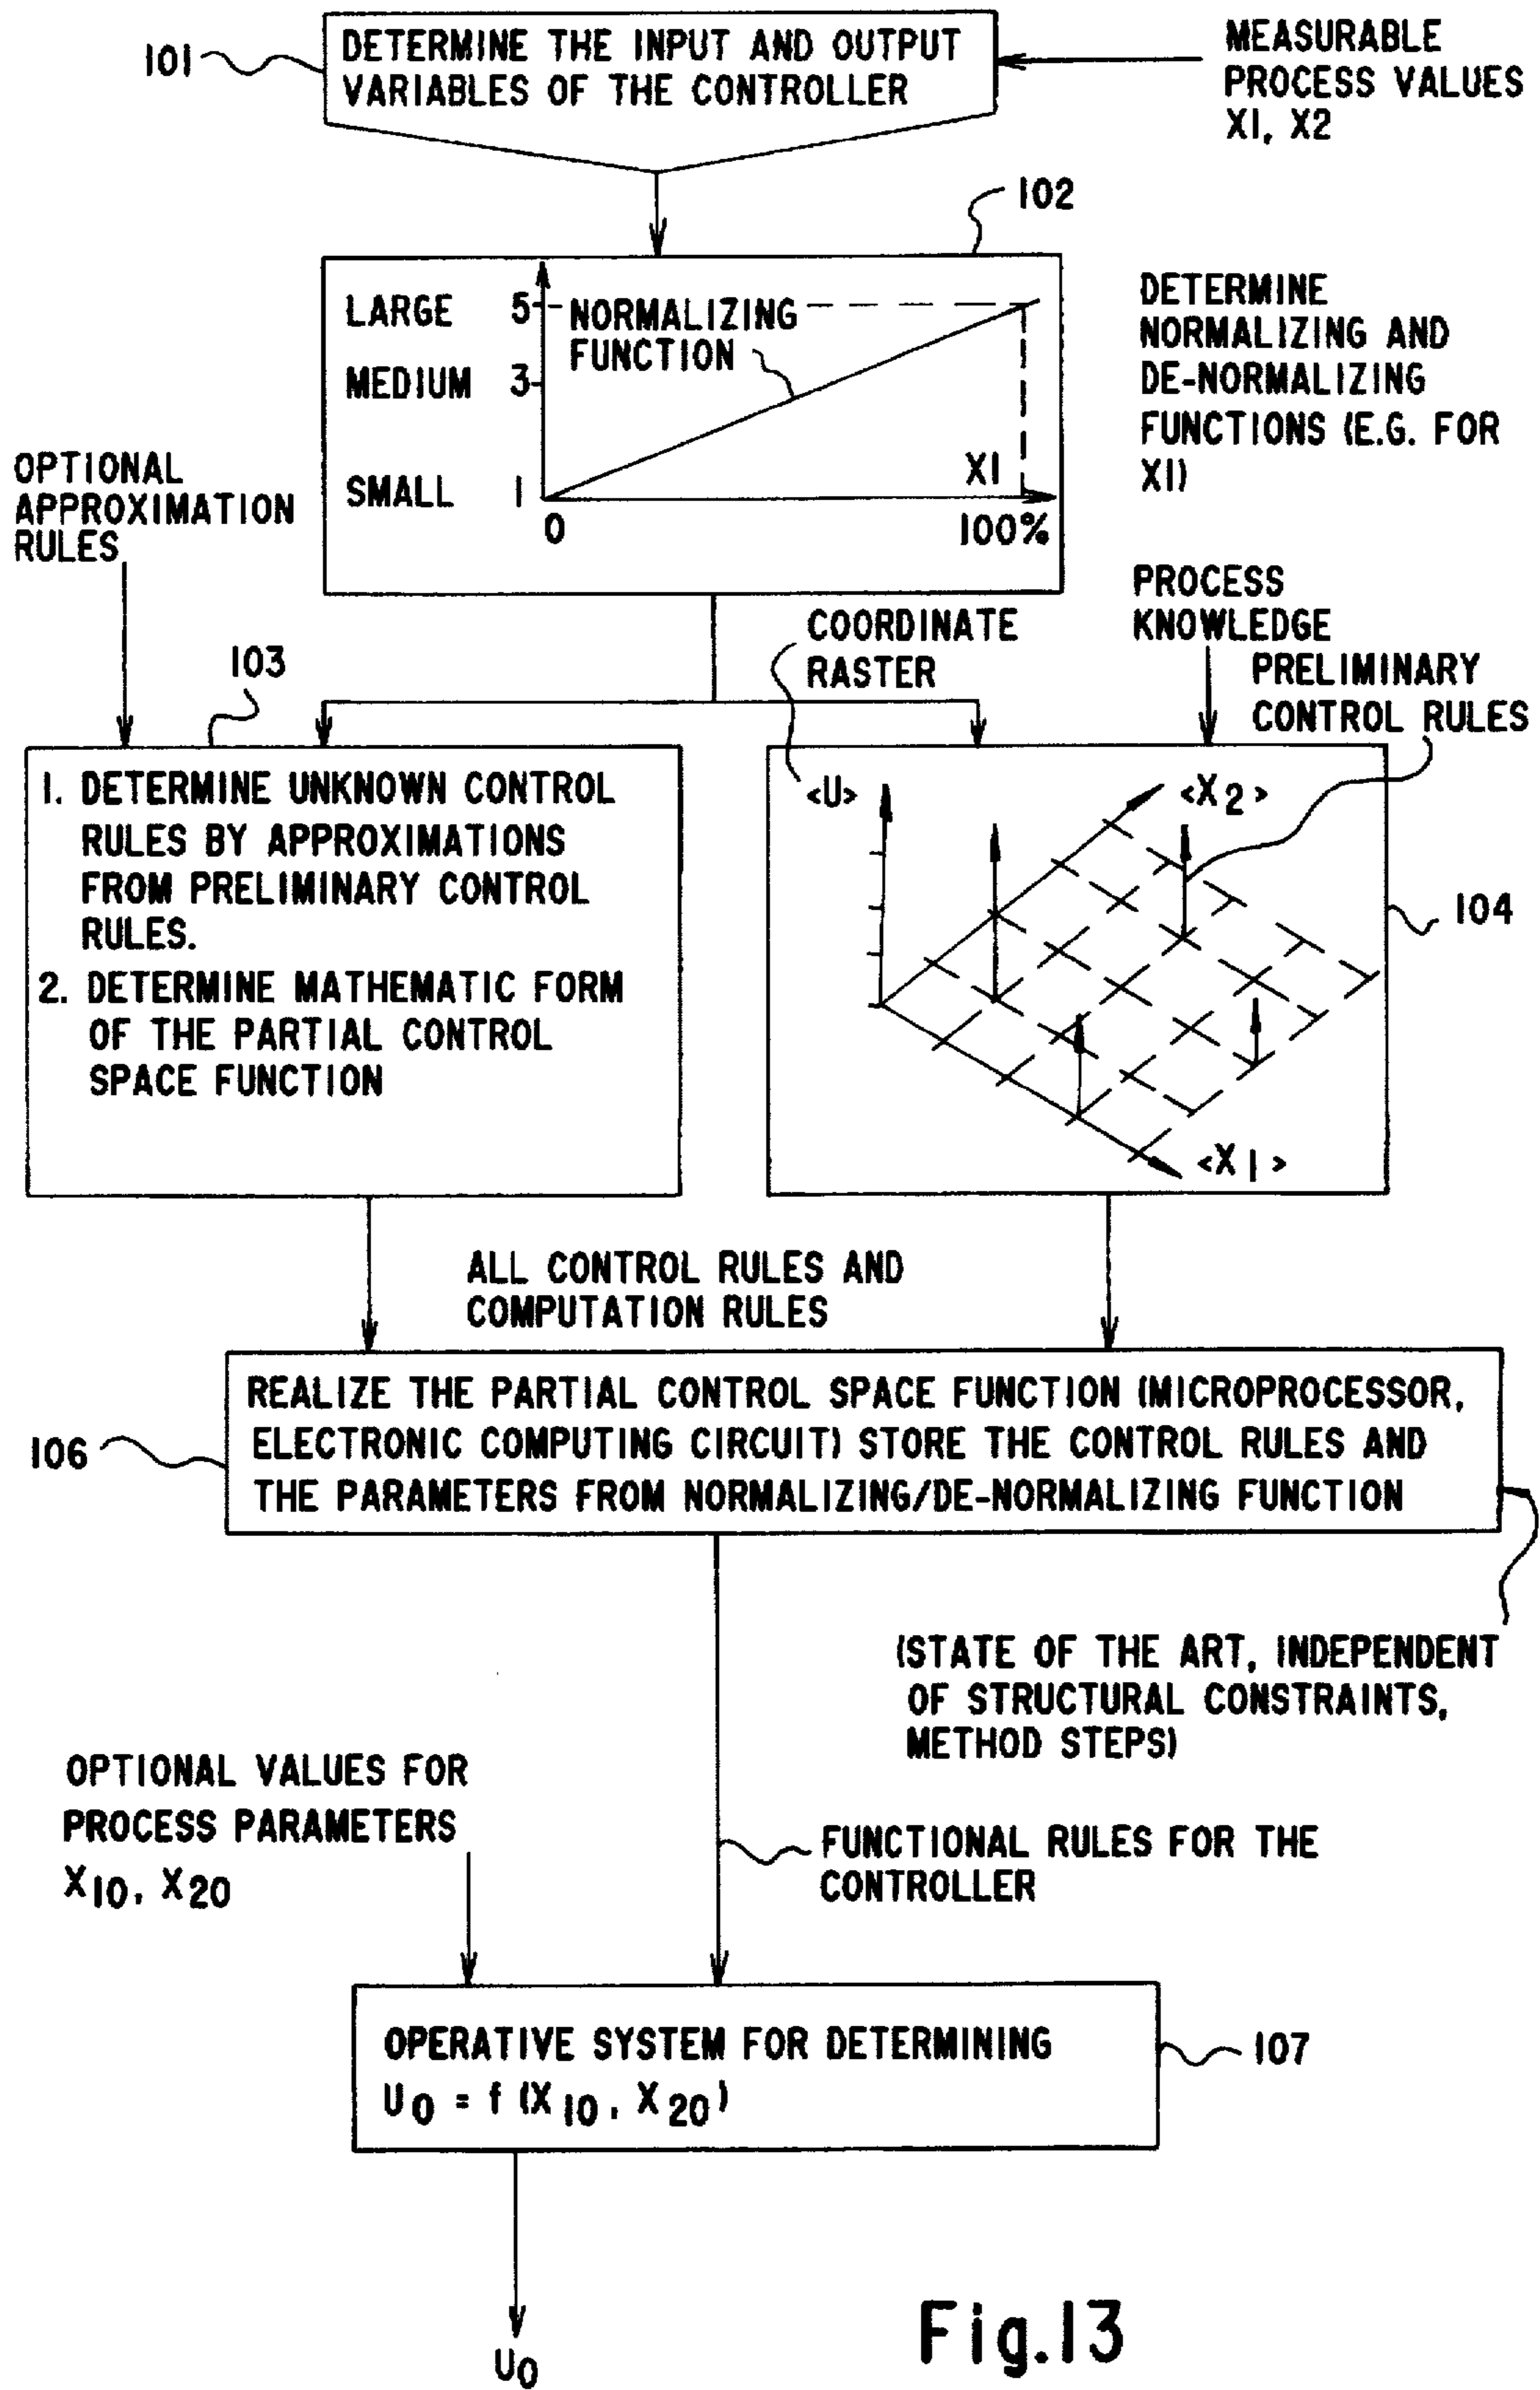 101
DETERMINE THE INPUT AND OUTPUT
VARIABLES OF THE CONTROLLER
MEASURABLE
PROCESS VALUES
X1, X2
102
LARGE 5
MEDIUM 3
SMALL 1
NORMALIZING
FUNCTION
X1
0
100%
DETERMINE
NORMALIZING AND
DE-NORMALIZING
FUNCTIONS (E.G. FOR
X1)
OPTIONAL
APPROXIMATION
RULES
103
COORDINATE
RASTER
PROCESS
KNOWLEDGE
PRELIMINARY
CONTROL RULES
1. DETERMINE UNKNOWN CONTROL
RULES BY APPROXIMATIONS
FROM PRELIMINARY CONTROL
RULES.
2. DETERMINE MATHEMATIC FORM
OF THE PARTIAL CONTROL
SPACE FUNCTION
<U>
<X2>
<X1>
104
ALL CONTROL RULES AND
COMPUTATION RULES
106
REALIZE THE PARTIAL CONTROL SPACE FUNCTION (MICROPROCESSOR,
ELECTRONIC COMPUTING CIRCUIT) STORE THE CONTROL RULES AND
THE PARAMETERS FROM NORMALIZING/DE-NORMALIZING FUNCTION
(STATE OF THE ART, INDEPENDENT
OF STRUCTURAL CONSTRAINTS,
METHOD STEPS)
OPTIONAL VALUES FOR
PROCESS PARAMETERS
X10, X20
FUNCTIONAL RULES FOR THE
CONTROLLER
OPERATIVE SYSTEM FOR DETERMINING
U0 = f (X10, X20)
107
U0
Fig.13